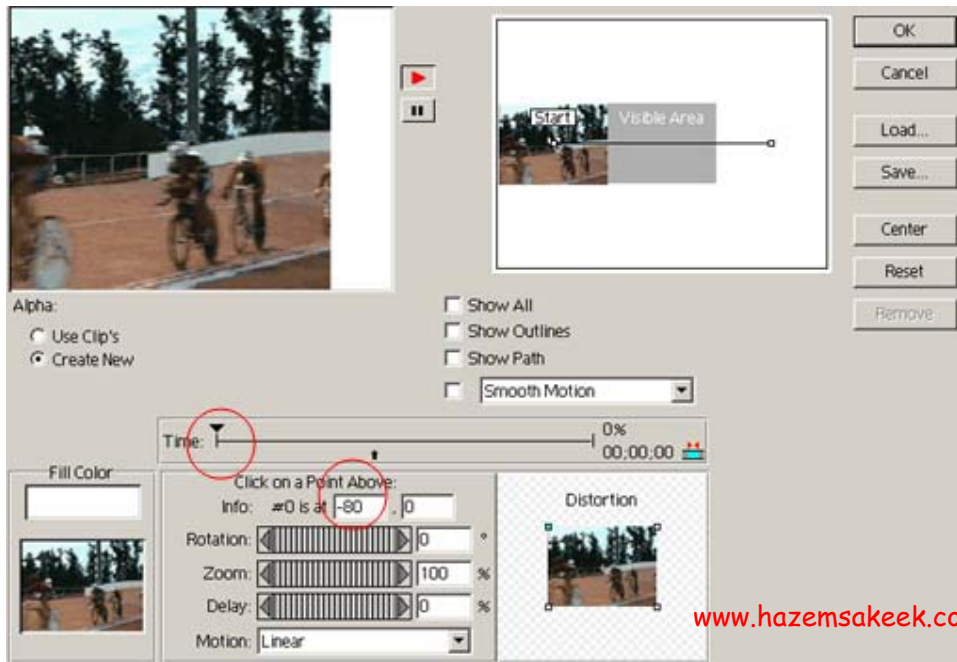 OK
Cancel
Start
Visible Area
Load...
Save...
Center
Reset
Remove
Alpha:
Use Clip's
Create New
Show All
Show Outlines
Show Path
Smooth Motion
Time:
0%
00;00;00
Fill Color
Click on a Point Above:
Info: #0 is at -80 , 0
Rotation: 0 °
Zoom: 100 %
Delay: 0 %
Motion: Linear
Distortion
www.hazemsakeek.co